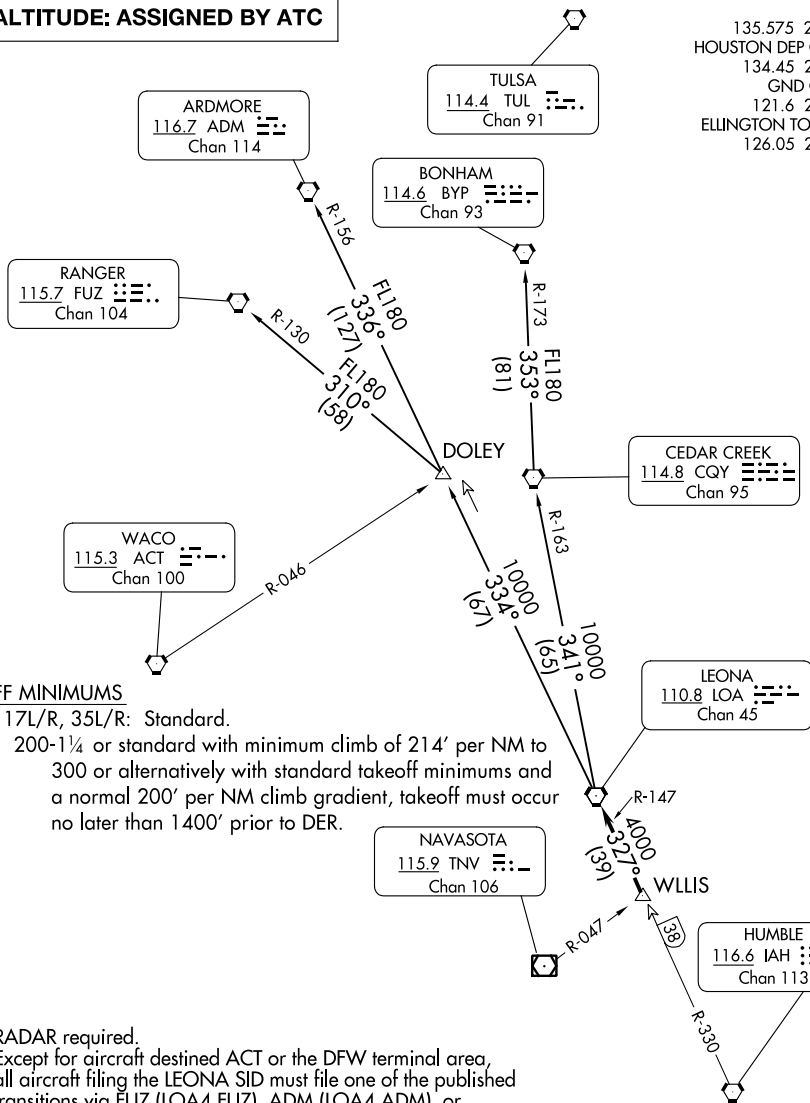 ALTITUDE: ASSIGNED BY ATC
135.575 2
HOUSTON DEP
134.45 2
GND
121.6 2
ELLINGTON TO
126.05 2
TULSA
114.4 TUL
Chan 91
ARDMORE
116.7 ADM
Chan 114
BONHAM
114.6 BYP
Chan 93
R-156
RANGER
115.7 FUZ
Chan 104
R-130
FL180
336°
(127)
R-173
FL180
353°
(81)
FL180
310°
(58)
DOLEY
CEDAR CREEK
114.8 CQY
Chan 95
R-163
WACO
115.3 ACT
Chan 100
R-046
10000
334°
(67)
10000
341°
(65)
LEONA
110.8 LOA
Chan 45
FF MINIMUMS
17L/R, 35L/R: Standard.
200-1¼ or standard with minimum climb of 214' per NM to
300 or alternatively with standard takeoff minimums and
a normal 200' per NM climb gradient, takeoff must occur
no later than 1400' prior to DER.
R-147
4000
327°
(39)
NAVASOTA
115.9 TNV
Chan 106
WLLIS
R-047
38
HUMBLE
116.6 IAH
Chan 113
R-330
RADAR required.
Except for aircraft destined ACT or the DFW terminal area,
all aircraft filing the LEONA SID must file one of the published
transitions via FUZ (LOA4.FUZ), ADM (LOA4.ADM), or